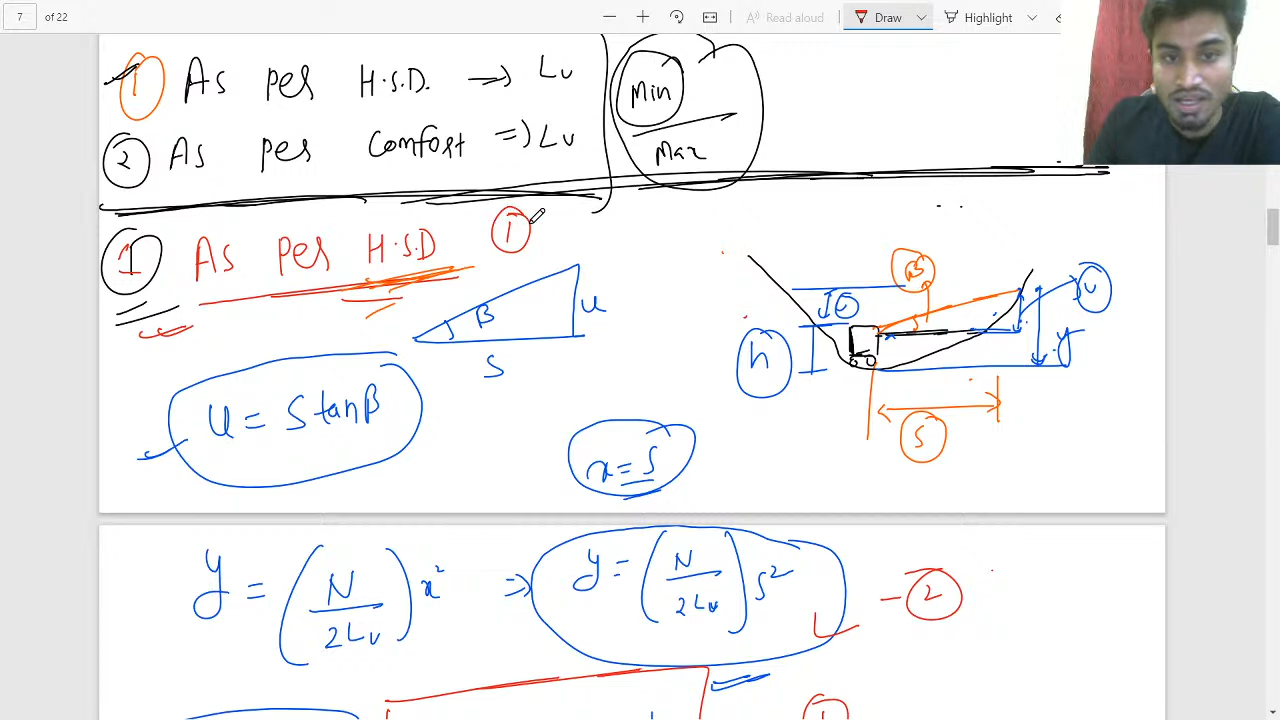 7 of 22
Read aloud
Draw
Highlight
① As per H.S.D. → Lv
② As per Comfort ⇒ Lv
Min
Max
① As per H.S.D ①
β
u
S
u = S tanβ
x = S
β
h
y
S
y = (N / 2Lv) x² ⇒ y = (N / 2Lv) S² - ②